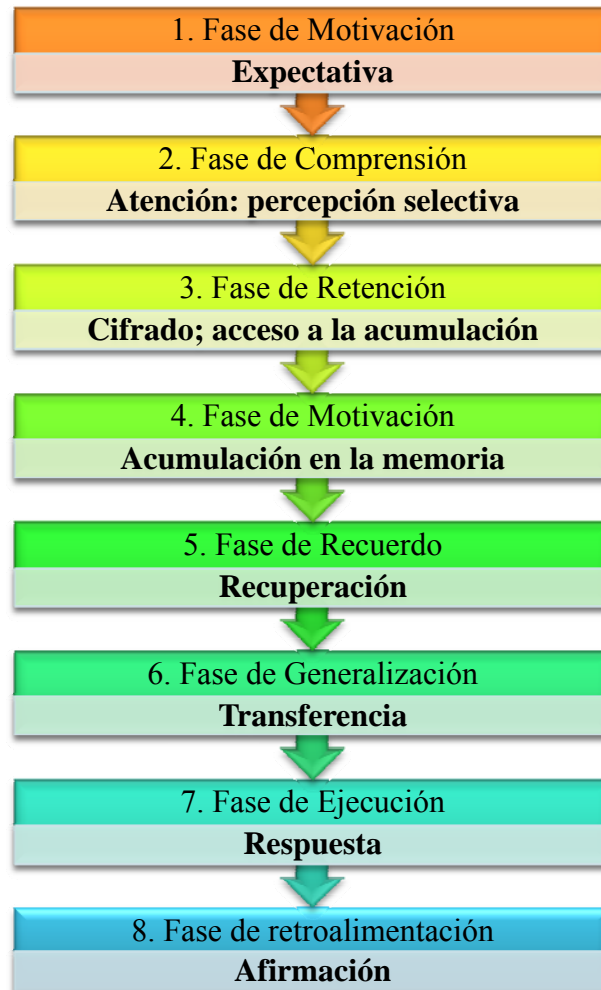 1. Fase de Motivación
Expectativa
2. Fase de Comprensión
Atención: percepción selectiva
3. Fase de Retención
Cifrado; acceso a la acumulación
4. Fase de Motivación
Acumulación en la memoria
5. Fase de Recuerdo
Recuperación
6. Fase de Generalización
Transferencia
7. Fase de Ejecución
Respuesta
8. Fase de retroalimentación
Afirmación